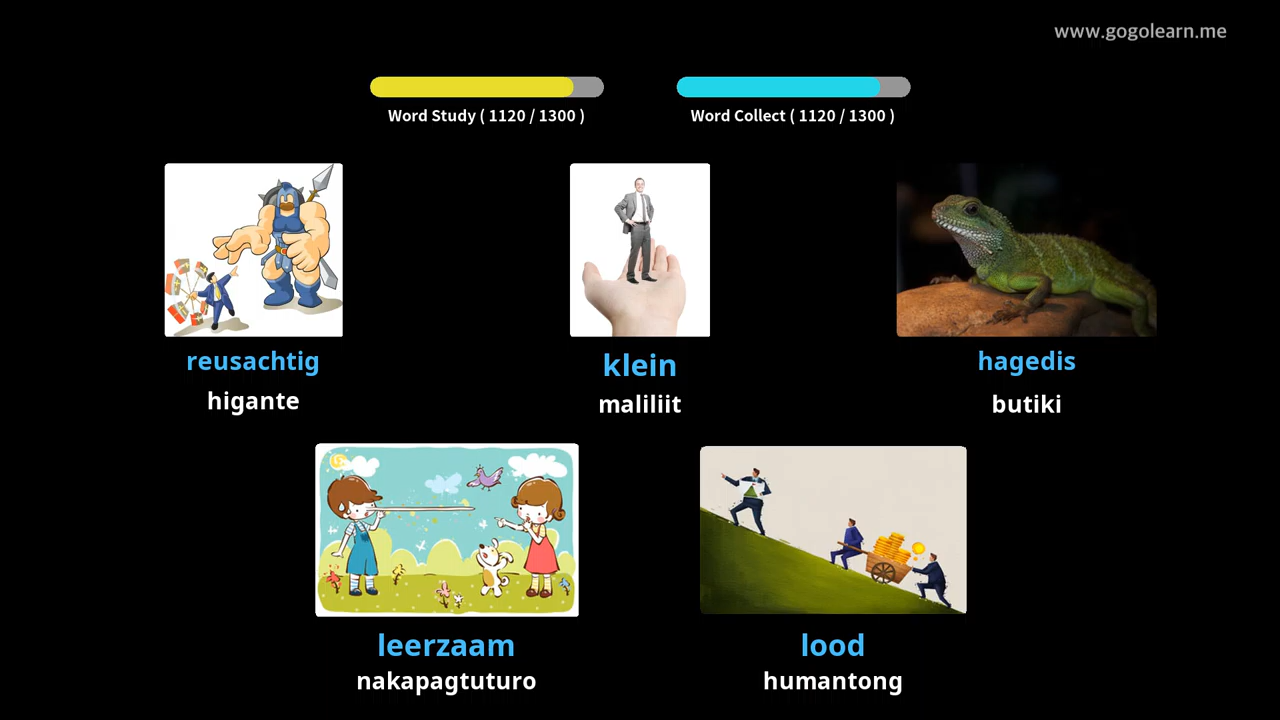 www.gogolearn.me
Word Study ( 1120 / 1300 )
Word Collect ( 1120 / 1300 )
reusachtig
higante
klein
maliliit
hagedis
butiki
leerzaam
nakapagtuturo
lood
humantong